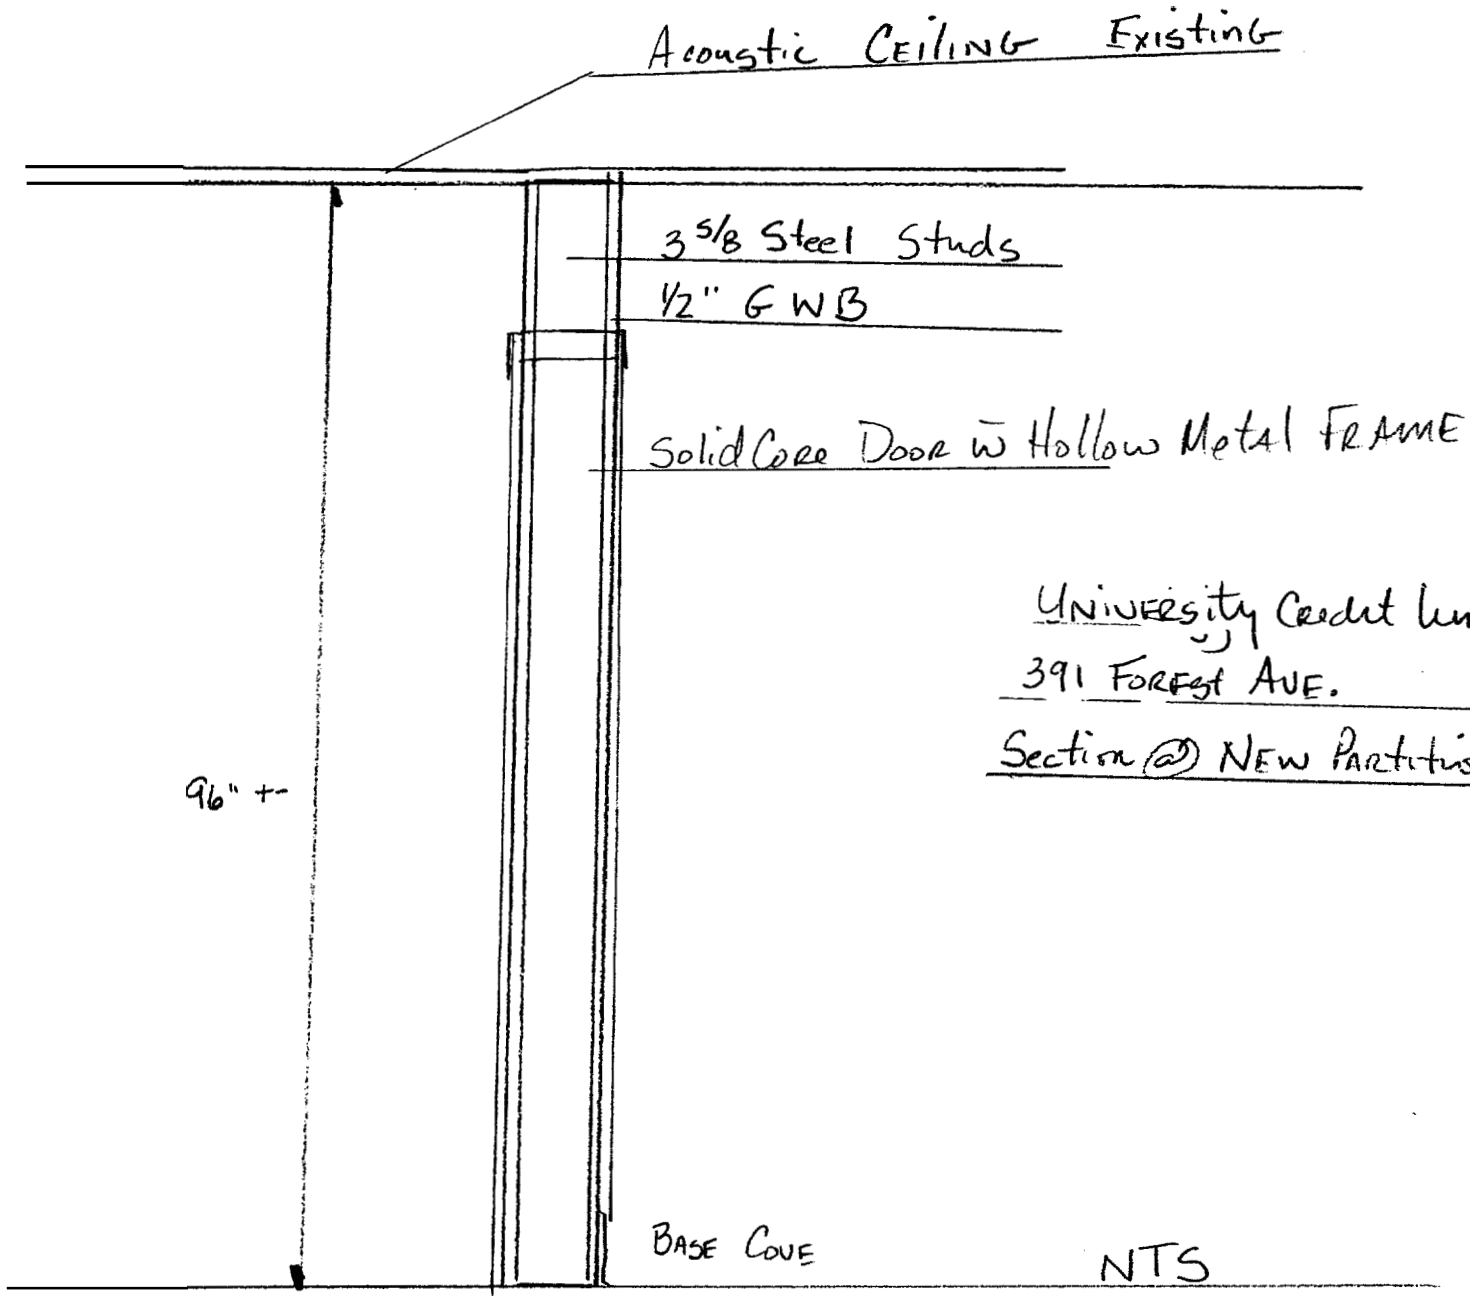 Acoustic CEILING Existing
3 5/8 Steel Studs
1/2" GWB
Solid Core Door w̄ Hollow Metal FRAME
UNIVERSITY Credit
391 FOREST AVE.
Section @ NEW
96" +-
BASE COVE
NTS